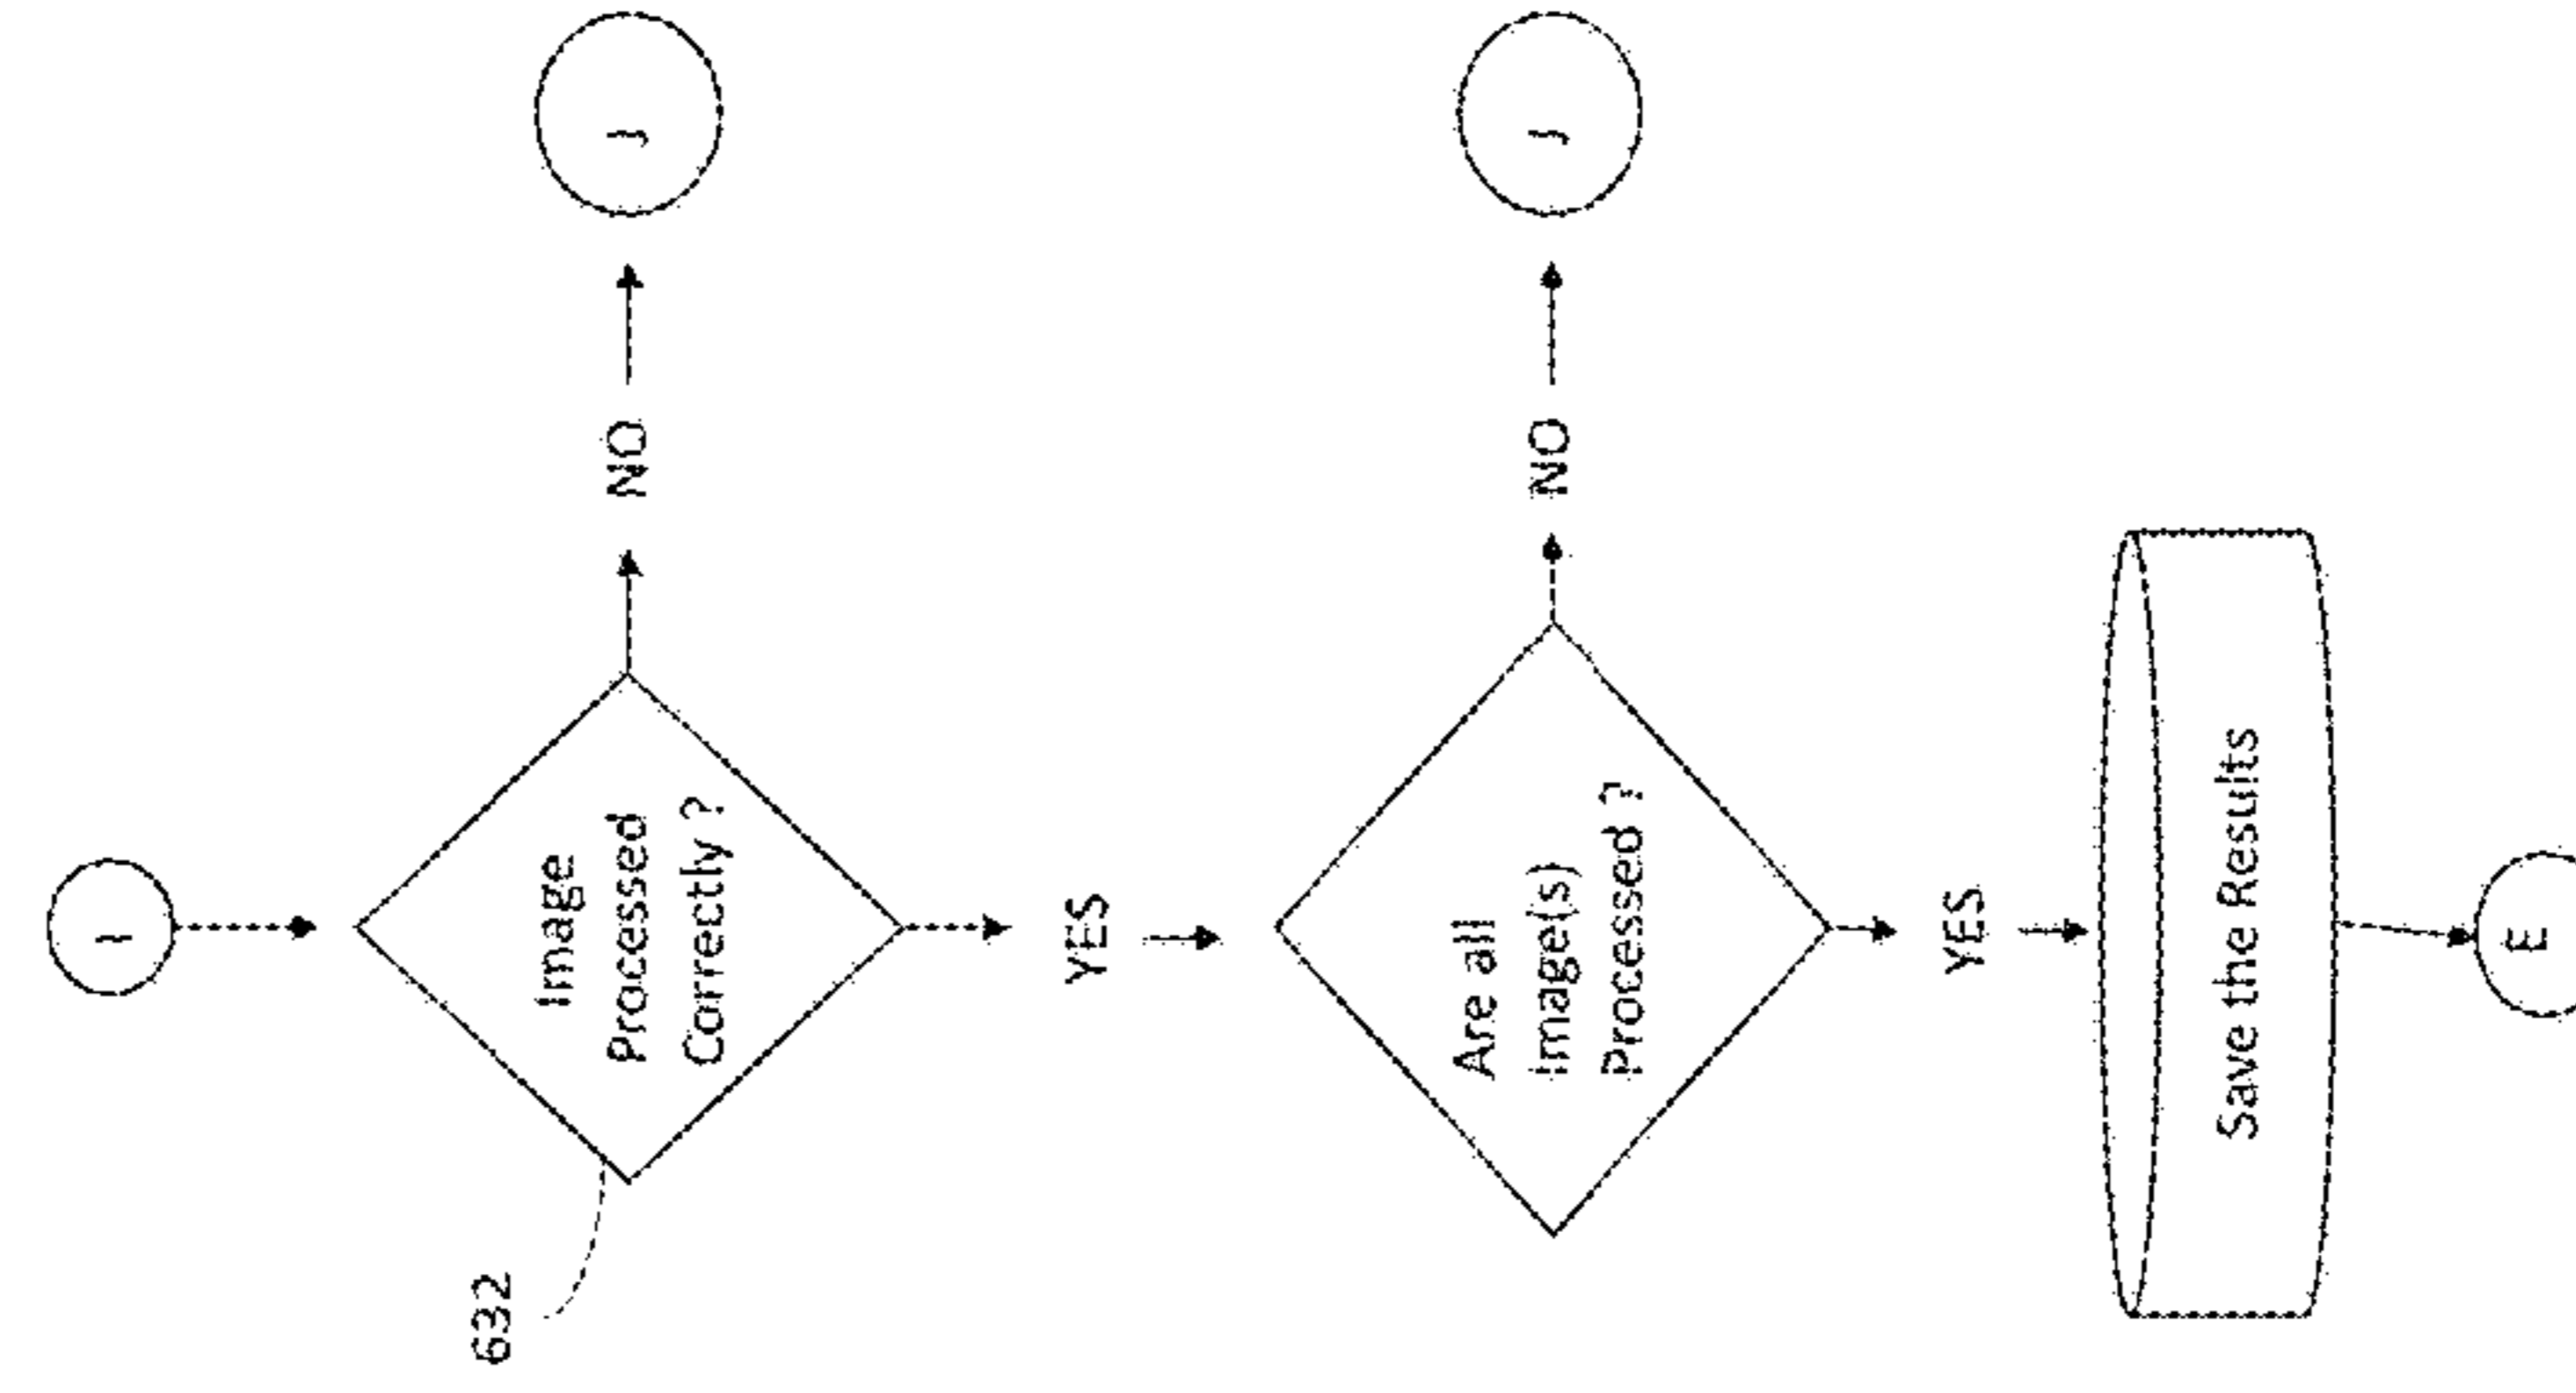 I
632
Image
Processed
Correctly ?
NO
J
YES
Are all
Image(s)
Processed ?
NO
J
YES
Save the Results
E